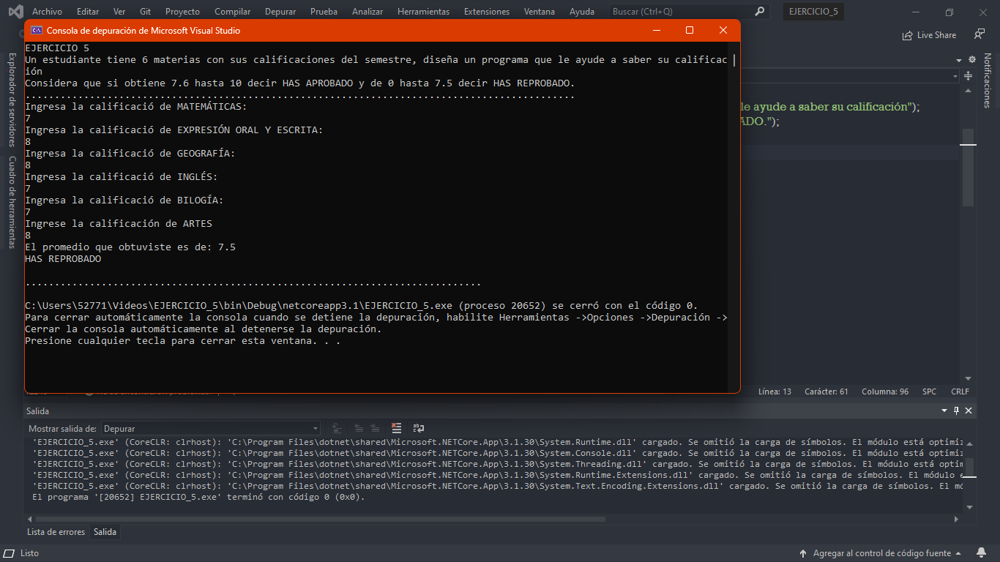 Archivo Editar Ver Git Proyecto Compilar Depurar Prueba Analizar Herramientas Extensiones Ventana Ayuda Buscar (Ctrl+Q) EJERCICIO_5
Consola de depuración de Microsoft Visual Studio
Live Share
EJERCICIO 5
Un estudiante tiene 6 materias con sus calificaciones del semestre, diseña un programa que le ayude a saber su calificac
ión
Considera que si obtiene 7.6 hasta 10 decir HAS APROBADO y de 0 hasta 7.5 decir HAS REPROBADO.
..............................................................................................
Ingresa la calificació de MATEMÁTICAS:
7
Ingresa la calificació de EXPRESIÓN ORAL Y ESCRITA:
8
Ingresa la calificació de GEOGRAFÍA:
8
Ingresa la calificació de INGLÉS:
7
Ingresa la calificació de BILOGÍA:
7
Ingrese la calificación de ARTES
8
El promedio que obtuviste es de: 7.5
HAS REPROBADO
..............................................................................
C:\Users\52771\Videos\EJERCICIO_5\bin\Debug\netcoreapp3.1\EJERCICIO_5.exe (proceso 20652) se cerró con el código 0.
Para cerrar automáticamente la consola cuando se detiene la depuración, habilite Herramientas ->Opciones ->Depuración ->
Cerrar la consola automáticamente al detenerse la depuración.
Presione cualquier tecla para cerrar esta ventana. . .
Explorador de servidores
Cuadro de herramientas
le ayude a saber su calificación");
ADO.");
Notificaciones
Línea: 13 Carácter: 61 Columna: 96 SPC CRLF
Salida
Mostrar salida de: Depurar
'EJERCICIO_5.exe' (CoreCLR: clrhost): 'C:\Program Files\dotnet\shared\Microsoft.NETCore.App\3.1.30\System.Runtime.dll' cargado. Se omitió la carga de símbolos. El módulo está optimiz
'EJERCICIO_5.exe' (CoreCLR: clrhost): 'C:\Program Files\dotnet\shared\Microsoft.NETCore.App\3.1.30\System.Console.dll' cargado. Se omitió la carga de símbolos. El módulo está optimiz
'EJERCICIO_5.exe' (CoreCLR: clrhost): 'C:\Program Files\dotnet\shared\Microsoft.NETCore.App\3.1.30\System.Threading.dll' cargado. Se omitió la carga de símbolos. El módulo está optim
'EJERCICIO_5.exe' (CoreCLR: clrhost): 'C:\Program Files\dotnet\shared\Microsoft.NETCore.App\3.1.30\System.Runtime.Extensions.dll' cargado. Se omitió la carga de símbolos. El módulo e
'EJERCICIO_5.exe' (CoreCLR: clrhost): 'C:\Program Files\dotnet\shared\Microsoft.NETCore.App\3.1.30\System.Text.Encoding.Extensions.dll' cargado. Se omitió la carga de símbolos. El mó
El programa '[20652] EJERCICIO_5.exe' terminó con código 0 (0x0).
Lista de errores Salida
Listo Agregar al control de código fuente